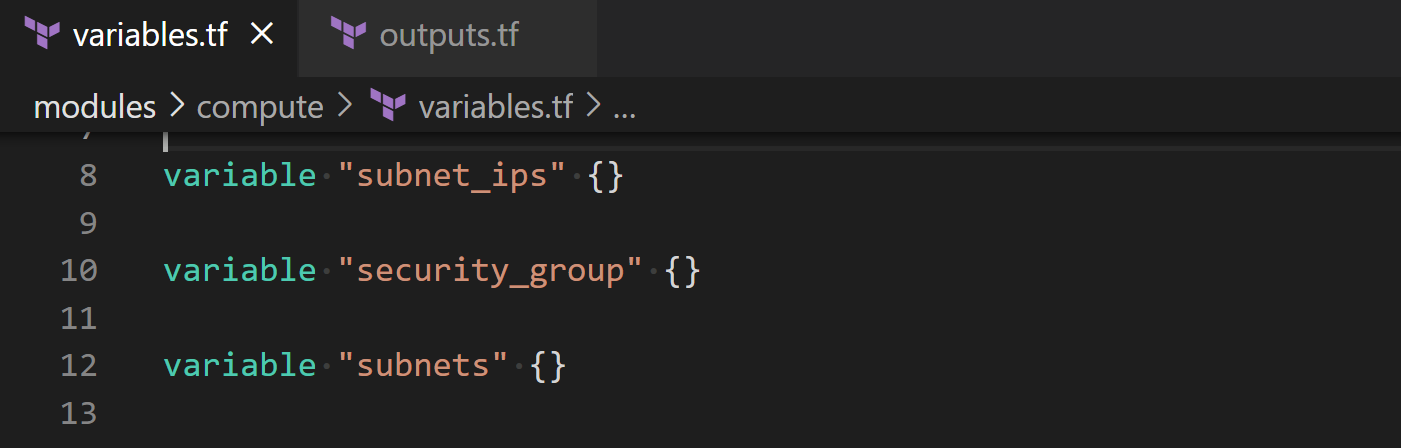 variables.tf outputs.tf
modules > compute > variables.tf > ...
7
8 variable "subnet_ips" {}
9
10 variable "security_group" {}
11
12 variable "subnets" {}
13